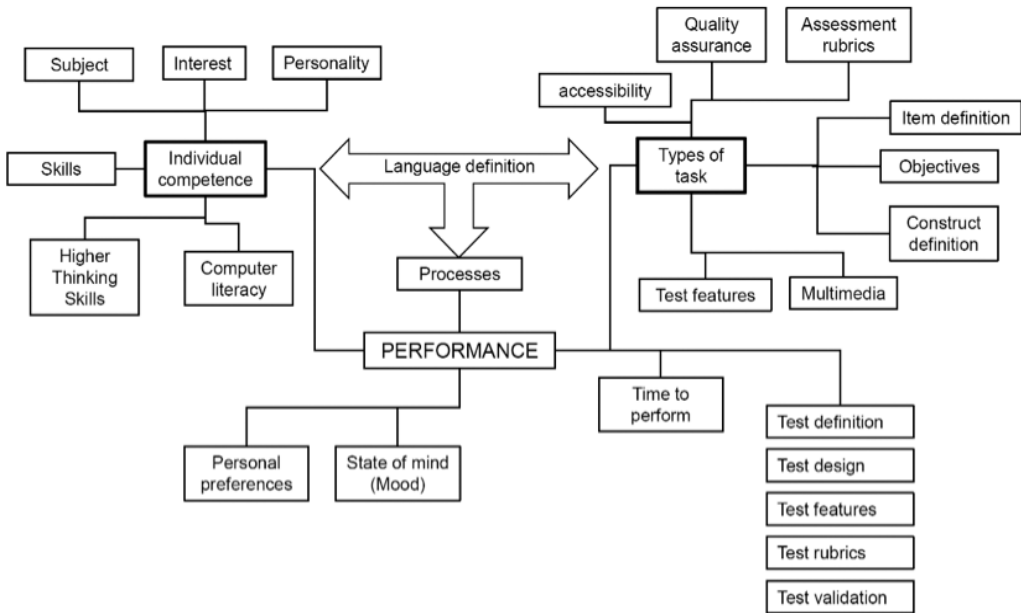 Subject
Interest
Personality
Skills
Individual
competence
Higher
Thinking
Skills
Computer
literacy
Language definition
Processes
accessibility
Quality
assurance
Assessment
rubrics
Types of
task
Item definition
Objectives
Construct
definition
Test features
Multimedia
PERFORMANCE
Personal
preferences
State of mind
(Mood)
Time to
perform
Test definition
Test design
Test features
Test rubrics
Test validation